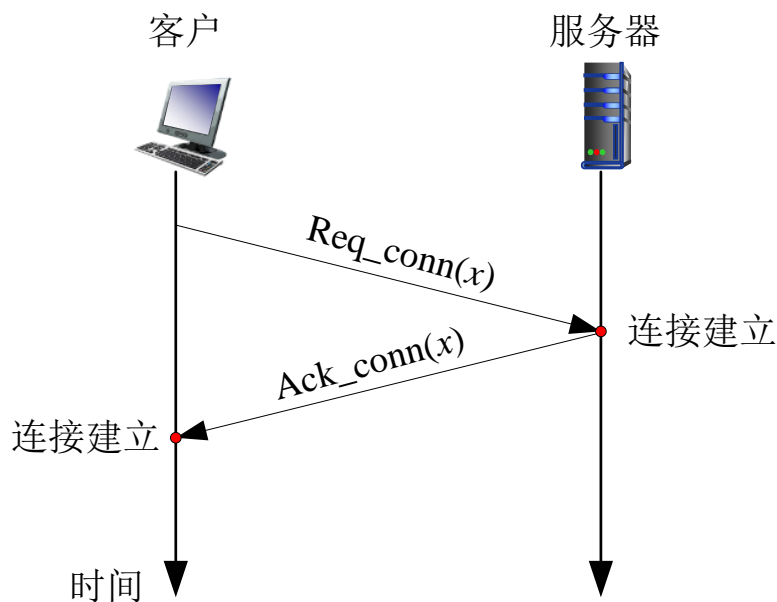 客户
服务器
Req_conn(x)
连接建立
Ack_conn(x)
连接建立
时间